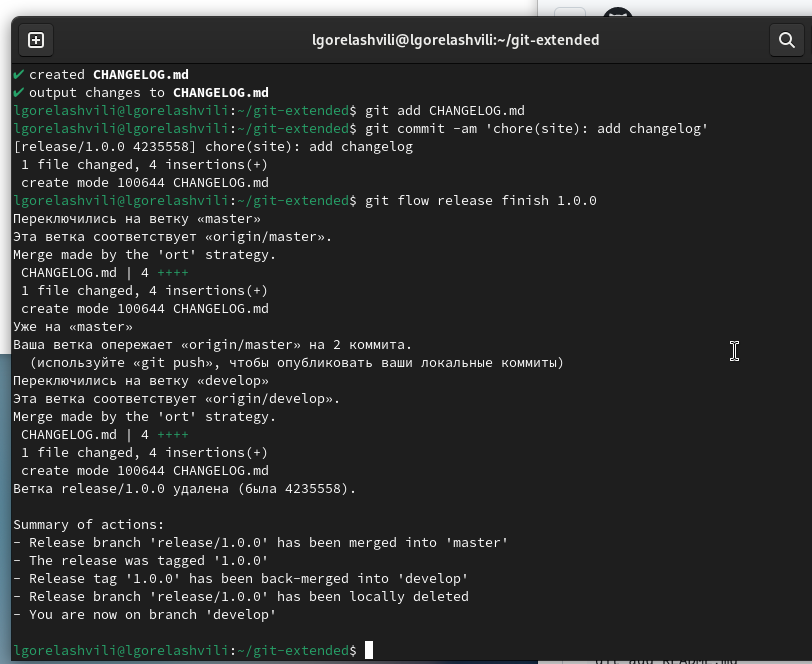 lgorelashvili@lgorelashvili:~/git-extended
✔ created CHANGELOG.md
✔ output changes to CHANGELOG.md
lgorelashvili@lgorelashvili:~/git-extended$ git add CHANGELOG.md
lgorelashvili@lgorelashvili:~/git-extended$ git commit -am 'chore(site): add changelog'
[release/1.0.0 4235558] chore(site): add changelog
 1 file changed, 4 insertions(+)
 create mode 100644 CHANGELOG.md
lgorelashvili@lgorelashvili:~/git-extended$ git flow release finish 1.0.0
Переключились на ветку «master»
Эта ветка соответствует «origin/master».
Merge made by the 'ort' strategy.
 CHANGELOG.md | 4 ++++
 1 file changed, 4 insertions(+)
 create mode 100644 CHANGELOG.md
Уже на «master»
Ваша ветка опережает «origin/master» на 2 коммита.
  (используйте «git push», чтобы опубликовать ваши локальные коммиты)
Переключились на ветку «develop»
Эта ветка соответствует «origin/develop».
Merge made by the 'ort' strategy.
 CHANGELOG.md | 4 ++++
 1 file changed, 4 insertions(+)
 create mode 100644 CHANGELOG.md
Ветка release/1.0.0 удалена (была 4235558).

Summary of actions:
- Release branch 'release/1.0.0' has been merged into 'master'
- The release was tagged '1.0.0'
- Release tag '1.0.0' has been back-merged into 'develop'
- Release branch 'release/1.0.0' has been locally deleted
- You are now on branch 'develop'

lgorelashvili@lgorelashvili:~/git-extended$